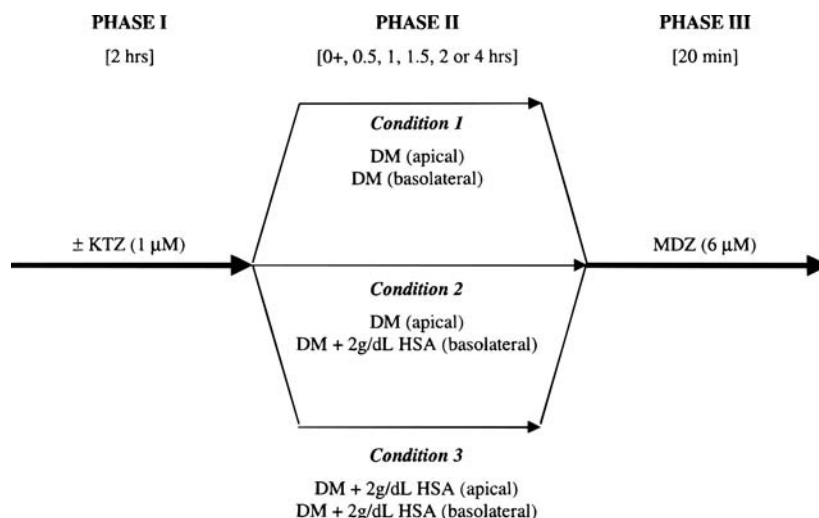 PHASE I PHASE II PHASE III
[2 hrs] [0+, 0.5, 1, 1.5, 2 or 4 hrs] [20 min]
Condition 1
DM (apical)
DM (basolateral)
± KTZ (1 μM) MDZ (6 μM)
Condition 2
DM (apical)
DM + 2g/dL HSA (basolateral)
Condition 3
DM + 2g/dL HSA (apical)
DM + 2g/dL HSA (basolateral)